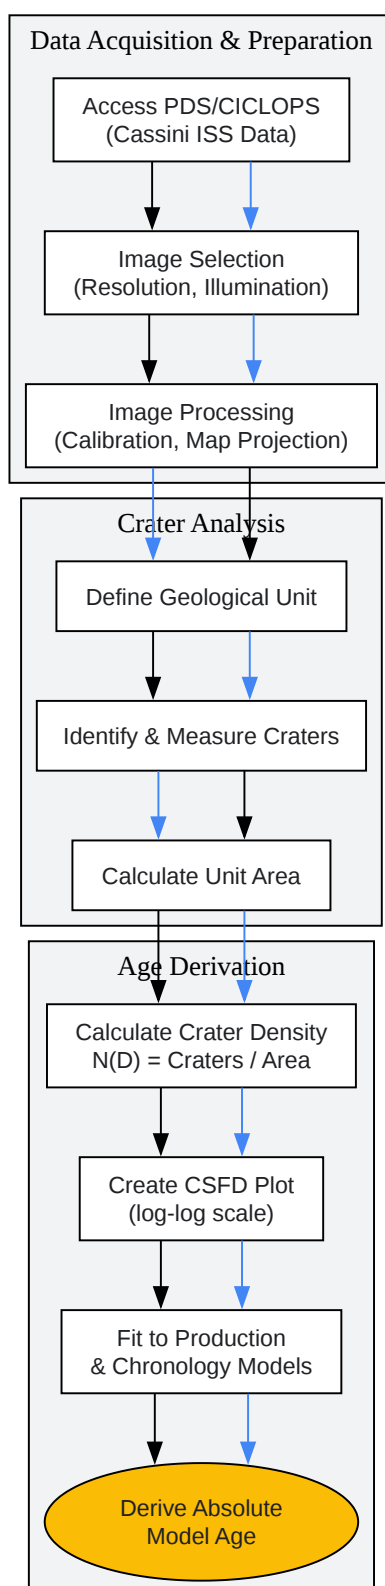 Data Acquisition & Preparation
Access PDS/CICLOPS
(Cassini ISS Data)
Image Selection
(Resolution, Illumination)
Image Processing
(Calibration, Map Projection)
Crater Analysis
Define Geological Unit
Identify & Measure Craters
Calculate Unit Area
Age Derivation
Calculate Crater Density
N(D) = Craters / Area
Create CSFD Plot
(log-log scale)
Fit to Production
& Chronology Models
Derive Absolute
Model Age